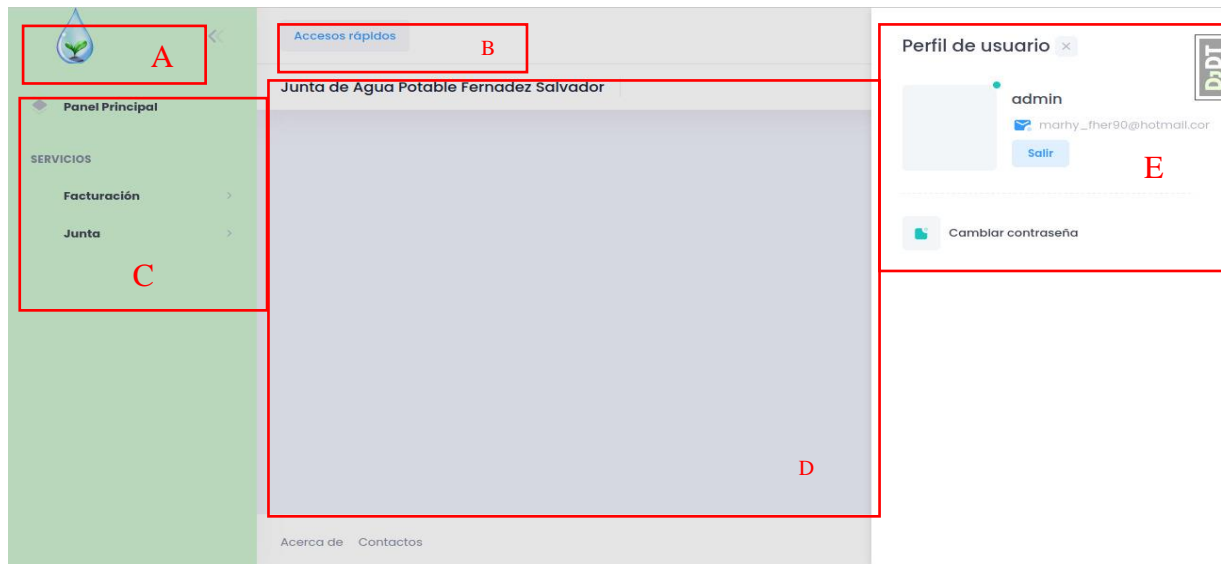 A
Accesos rápidos
B
Perfil de usuario
DjDT
Junta de Agua Potable Fernadez Salvador
Panel Principal
admin
marhy_fher90@hotmail.cor
Salir
E
SERVICIOS
Facturación
Junta
Cambiar contraseña
C
D
Acerca de Contactos